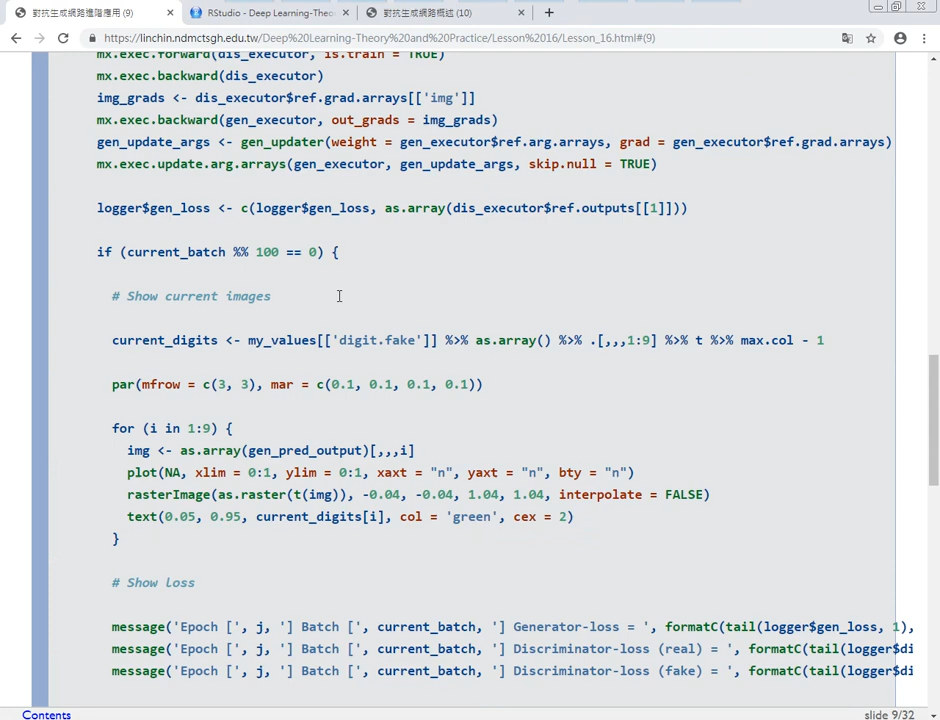 對抗生成網路進階應用 (9)
RStudio - Deep Learning-Theor
對抗生成網路概述 (10)
https://linchin.ndmctsgh.edu.tw/Deep%20Learning-Theory%20and%20Practice/Lesson%2016/Lesson_16.html#(9)
mx.exec.forward(dis_executor, is.train = TRUE)
mx.exec.backward(dis_executor)
img_grads <- dis_executor$ref.grad.arrays[['img']]
mx.exec.backward(gen_executor, out_grads = img_grads)
gen_update_args <- gen_updater(weight = gen_executor$ref.arg.arrays, grad = gen_executor$ref.grad.arrays)
mx.exec.update.arg.arrays(gen_executor, gen_update_args, skip.null = TRUE)
logger$gen_loss <- c(logger$gen_loss, as.array(dis_executor$ref.outputs[[1]]))
if (current_batch %% 100 == 0) {
# Show current images
current_digits <- my_values[['digit.fake']] %>% as.array() %>% .[,,,1:9] %>% t %>% max.col - 1
par(mfrow = c(3, 3), mar = c(0.1, 0.1, 0.1, 0.1))
for (i in 1:9) {
img <- as.array(gen_pred_output)[,,,i]
plot(NA, xlim = 0:1, ylim = 0:1, xaxt = "n", yaxt = "n", bty = "n")
rasterImage(as.raster(t(img)), -0.04, -0.04, 1.04, 1.04, interpolate = FALSE)
text(0.05, 0.95, current_digits[i], col = 'green', cex = 2)
}
# Show loss
message('Epoch [', j, '] Batch [', current_batch, '] Generator-loss = ', formatC(tail(logger$gen_loss, 1),
message('Epoch [', j, '] Batch [', current_batch, '] Discriminator-loss (real) = ', formatC(tail(logger$di
message('Epoch [', j, '] Batch [', current_batch, '] Discriminator-loss (fake) = ', formatC(tail(logger$di
Contents
slide 9/32